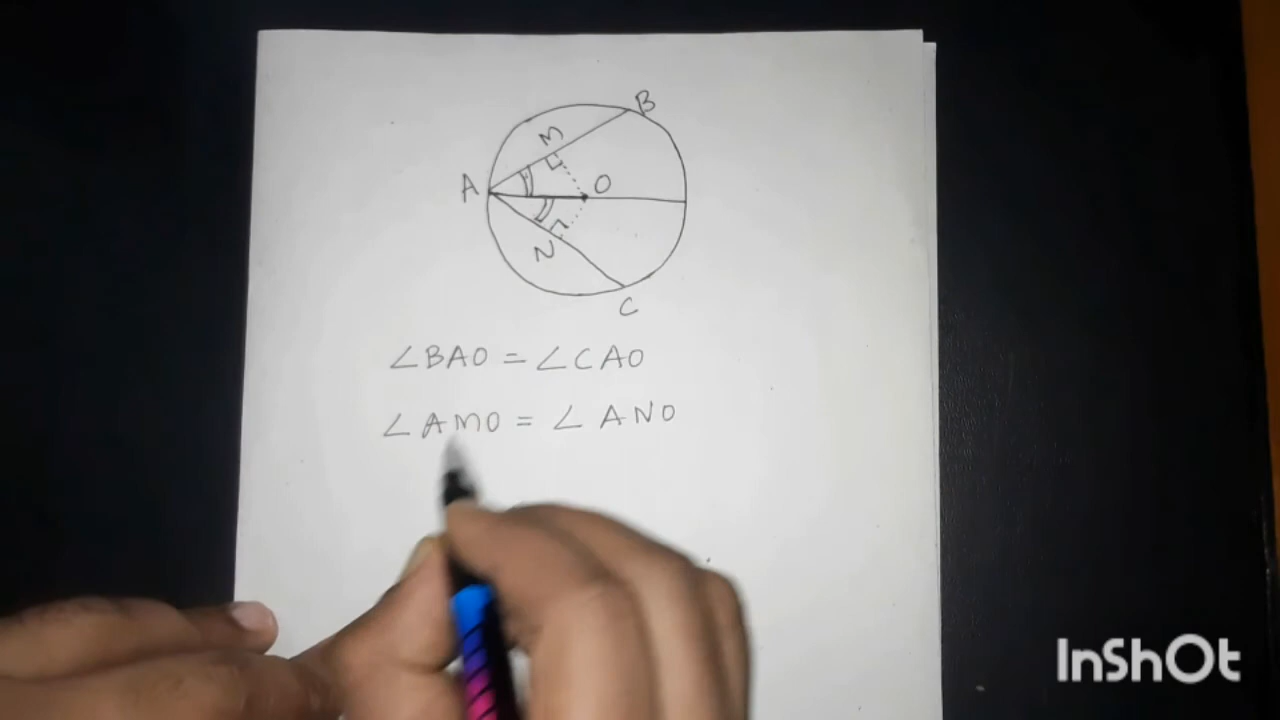 B
M
A
O
N
C
∠BAO = ∠CAO
∠AMO = ∠ANO
InShOt